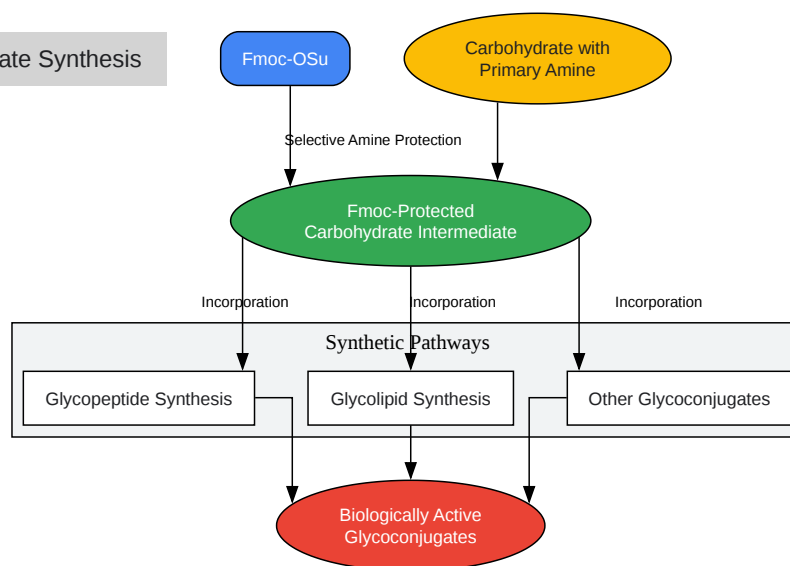 ate Synthesis
Fmoc-OSu
Carbohydrate with
Primary Amine
Selective Amine Protection
Fmoc-Protected
Carbohydrate Intermediate
Incorporation
Incorporation
Incorporation
Synthetic Pathways
Glycopeptide Synthesis
Glycolipid Synthesis
Other Glycoconjugates
Biologically Active
Glycoconjugates